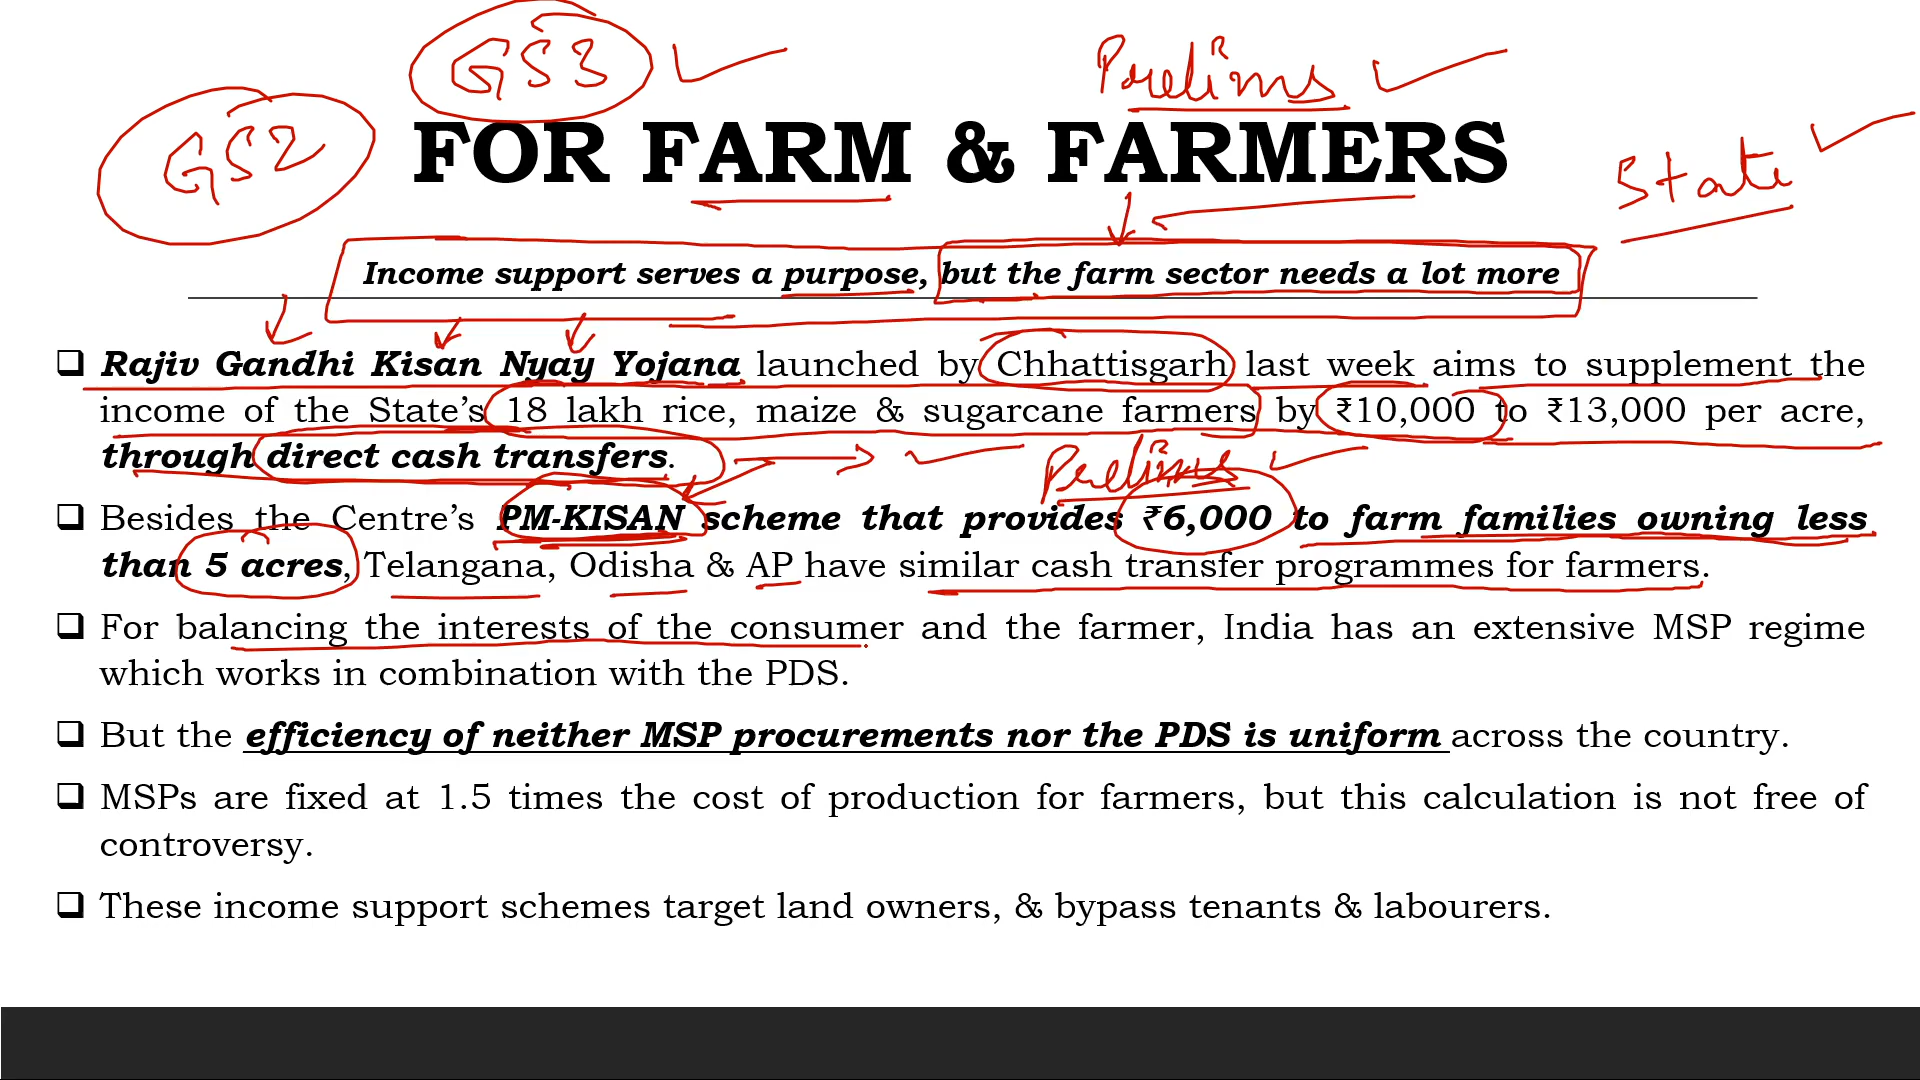 GS3
Prelims
GS2
FOR FARM & FARMERS
State
Income support serves a purpose, but the farm sector needs a lot more
❑ Rajiv Gandhi Kisan Nyay Yojana launched by Chhattisgarh last week aims to supplement the
income of the State’s 18 lakh rice, maize & sugarcane farmers by ₹10,000 to ₹13,000 per acre,
through direct cash transfers.
Prelims
❑ Besides the Centre’s PM-KISAN scheme that provides ₹6,000 to farm families owning less
than 5 acres, Telangana, Odisha & AP have similar cash transfer programmes for farmers.
❑ For balancing the interests of the consumer and the farmer, India has an extensive MSP regime
which works in combination with the PDS.
❑ But the efficiency of neither MSP procurements nor the PDS is uniform across the country.
❑ MSPs are fixed at 1.5 times the cost of production for farmers, but this calculation is not free of
controversy.
❑ These income support schemes target land owners, & bypass tenants & labourers.